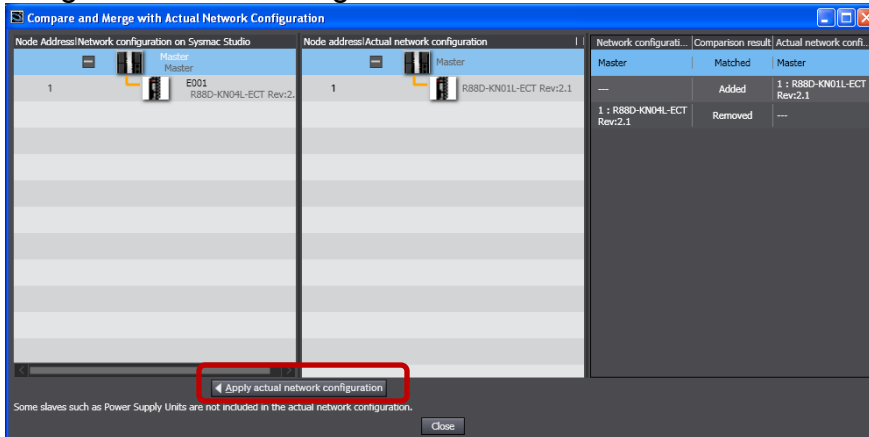 Compare and Merge with Actual Network Configuration
Node Address|Network configuration on Sysmac Studio
Master
Master
1
E001
R88D-KN04L-ECT Rev:2.
Node address|Actual network configuration
Master
1
R88D-KN01L-ECT Rev:2.1
Network configurati... Comparison result Actual network confi...
Master Matched Master
--- Added 1 : R88D-KN01L-ECT
Rev:2.1
1 : R88D-KN04L-ECT
Rev:2.1 Removed ---
Apply actual network configuration
Some slaves such as Power Supply Units are not included in the actual network configuration.
Close